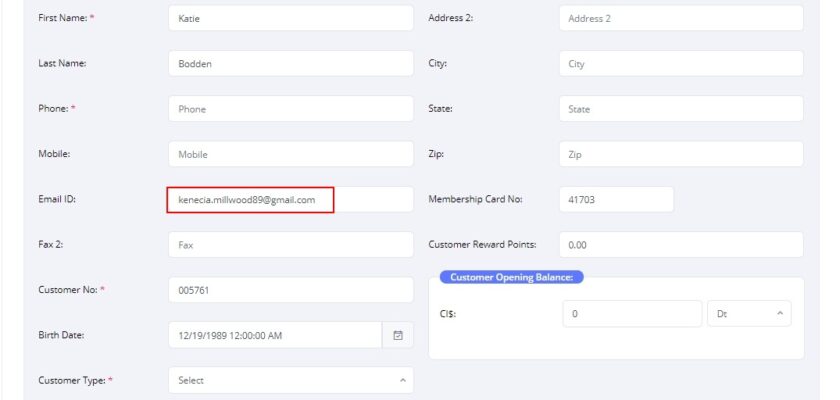 First Name: * Katie Address 2: Address 2
Last Name: Bodden City: City
Phone: * Phone State: State
Mobile: Mobile Zip: Zip
Email ID: kenecia.millwood89@gmail.com Membership Card No: 41703
Fax 2: Fax Customer Reward Points: 0.00
Customer Opening Balance:
Customer No: * 005761
CI$: 0 Dt
Birth Date: 12/19/1989 12:00:00 AM
Customer Type: * Select